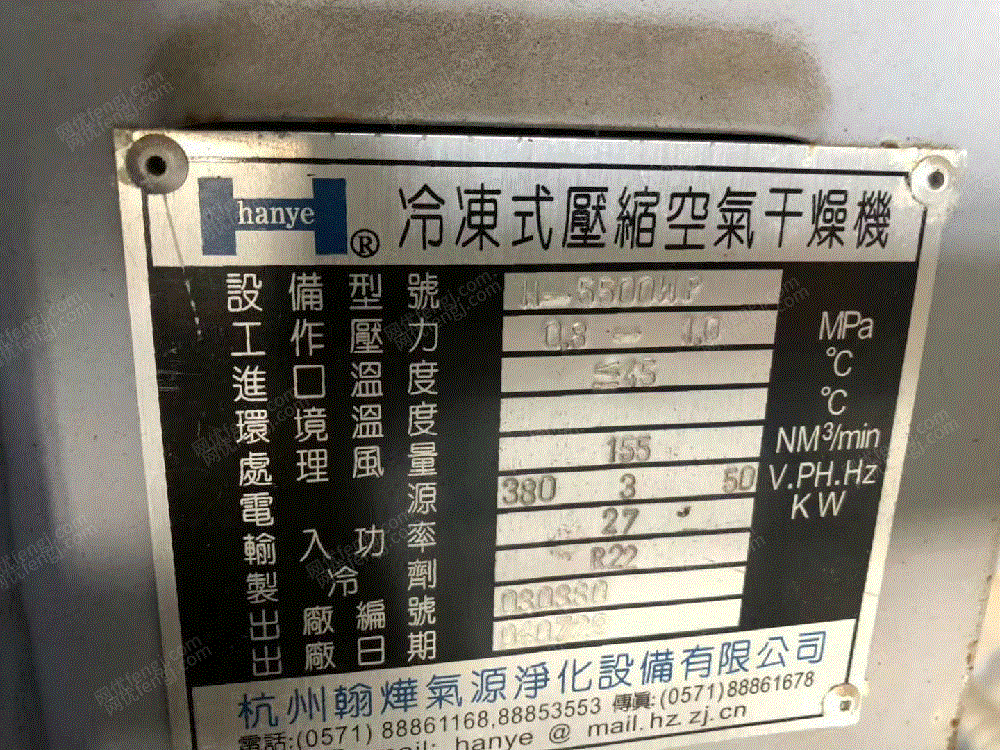 hanye ® 冷凍式壓縮空氣干燥機
設備型號
工作壓力 0.3 — 1.0 MPa
進口溫度 ≤45 ℃
環境溫度 ℃
處理風量 155 NM³/min
電源 380 3 50 V.PH.Hz
輸入功率 27 KW
製冷劑 R22
出廠編號 030380
出廠日期
杭州翰燁氣源淨化設備有限公司
電話:(0571) 88861168,88853553 傳真:(0571)88861678
mail: hanye @ mail.hz.zj.cn